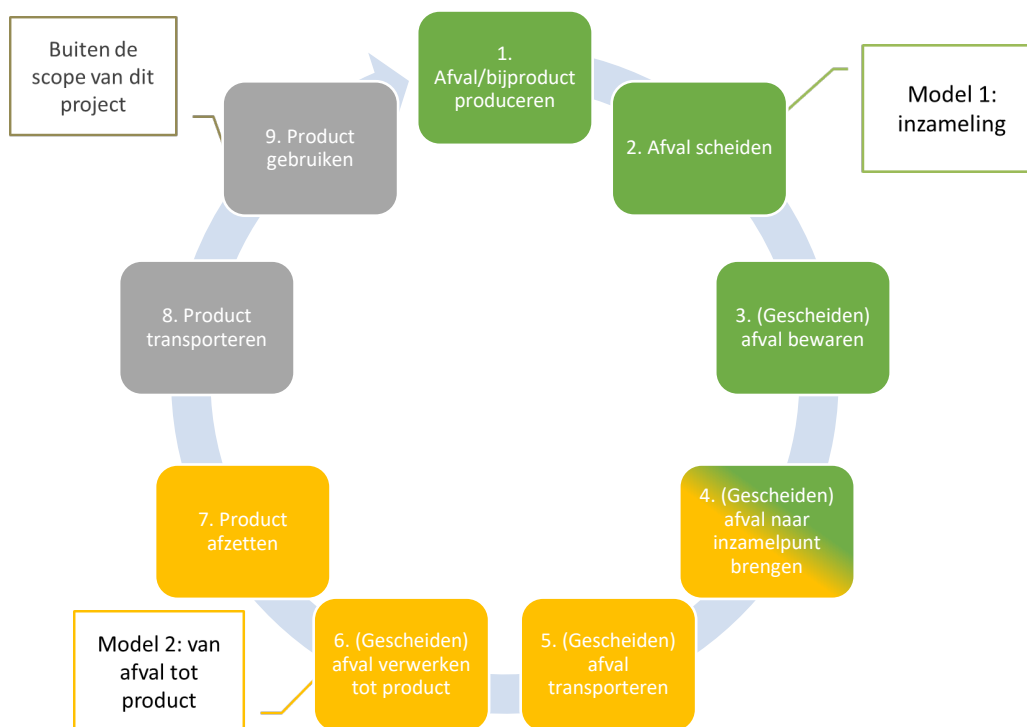 Buiten de
scope van dit
project
1.
Afval/bijproduct
produceren
Model 1:
inzameling
2. Afval scheiden
3. (Gescheiden)
afval bewaren
4. (Gescheiden)
afval naar
inzamelpunt
brengen
5. (Gescheiden)
afval
transporteren
6. (Gescheiden)
afval verwerken
tot product
Model 2: van
afval tot
product
7. Product
afzetten
8. Product
transporteren
9. Product
gebruiken